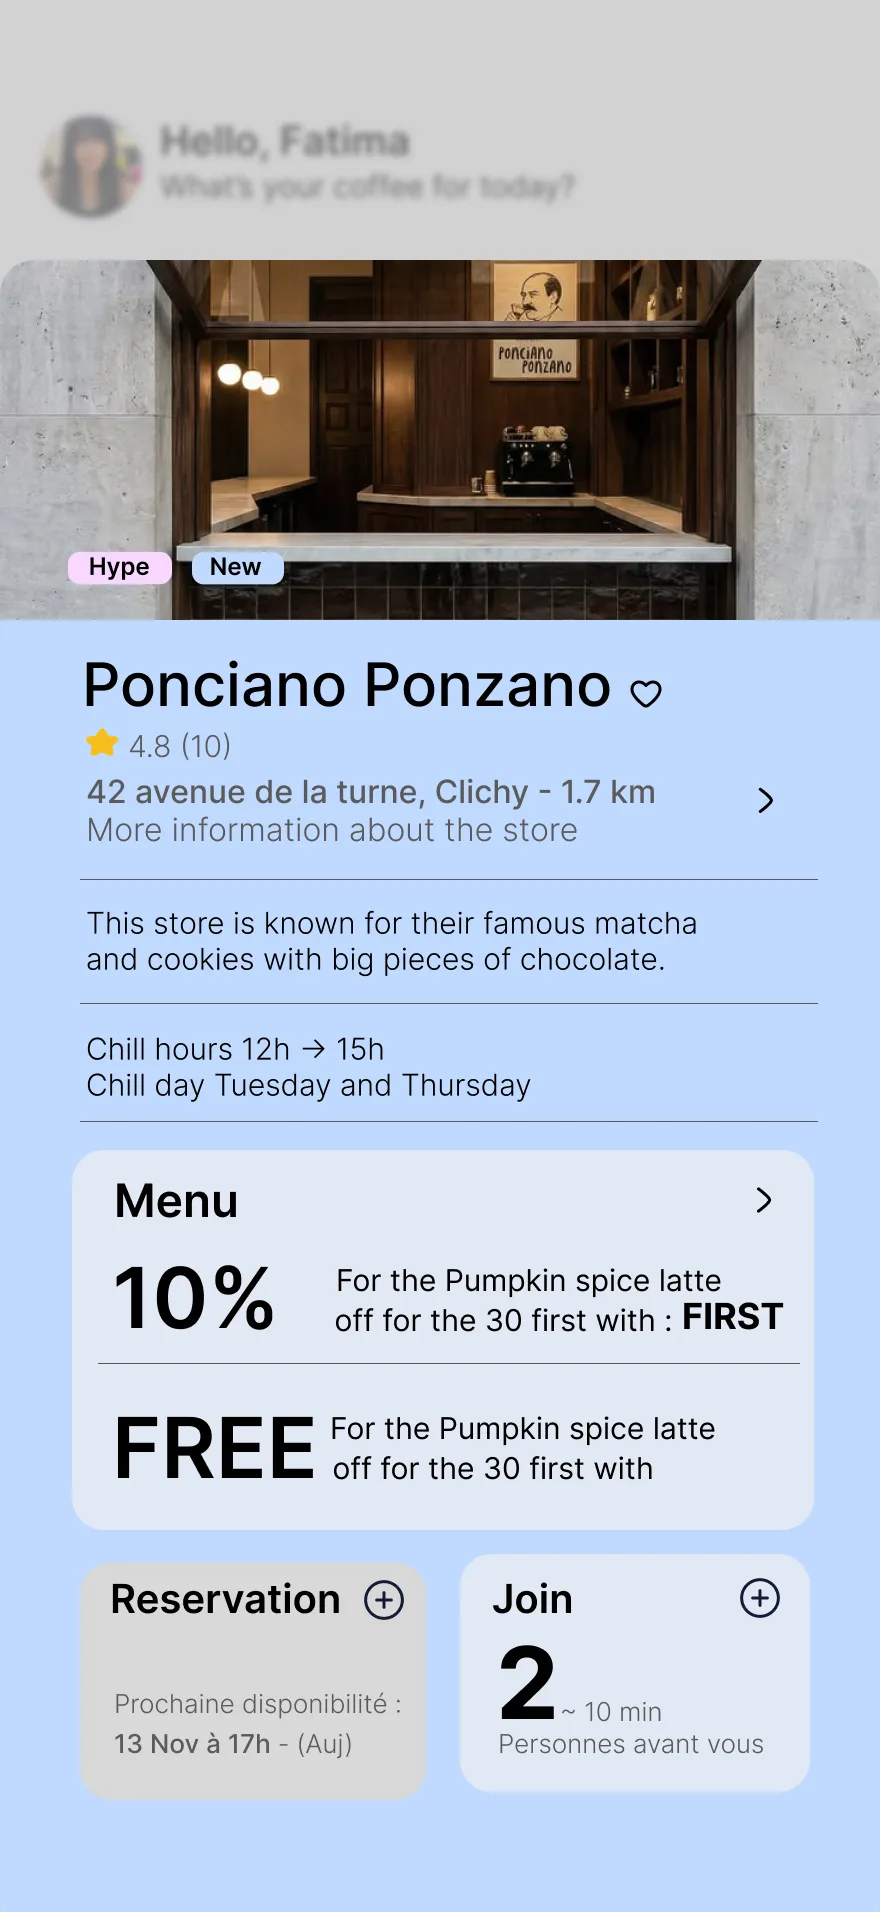 Hello, Fatima
What's your coffee for today?
PONCIANO
PONZANO
Hype
New
Ponciano Ponzano
4.8 (10)
42 avenue de la turne, Clichy - 1.7 km
More information about the store
This store is known for their famous matcha
and cookies with big pieces of chocolate.
Chill hours 12h → 15h
Chill day Tuesday and Thursday
Menu
10%
For the Pumpkin spice latte
off for the 30 first with : FIRST
FREE
For the Pumpkin spice latte
off for the 30 first with
Reservation
Prochaine disponibilité :
13 Nov à 17h - (Auj)
Join
2 ~ 10 min
Personnes avant vous